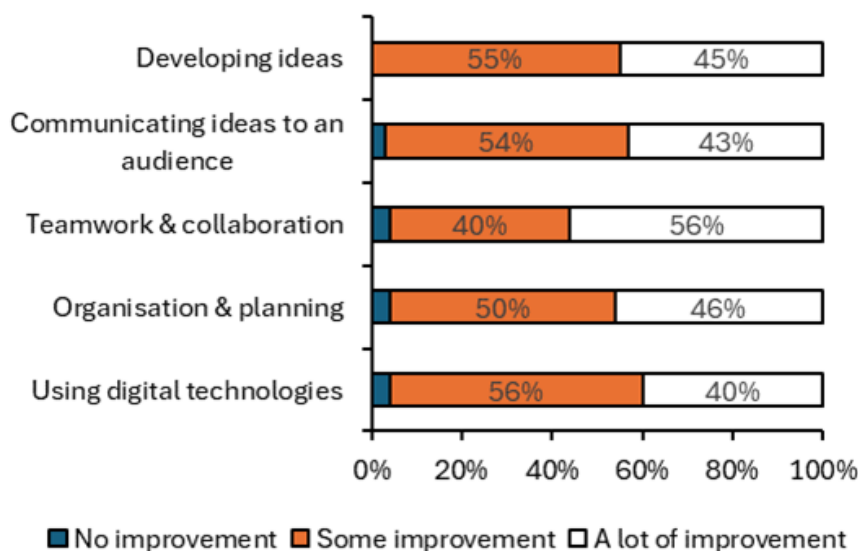 Developing ideas
55%
45%
Communicating ideas to an
audience
54%
43%
Teamwork & collaboration
40%
56%
Organisation & planning
50%
46%
Using digital technologies
56%
40%
0% 20% 40% 60% 80% 100%
No improvement Some improvement A lot of improvement